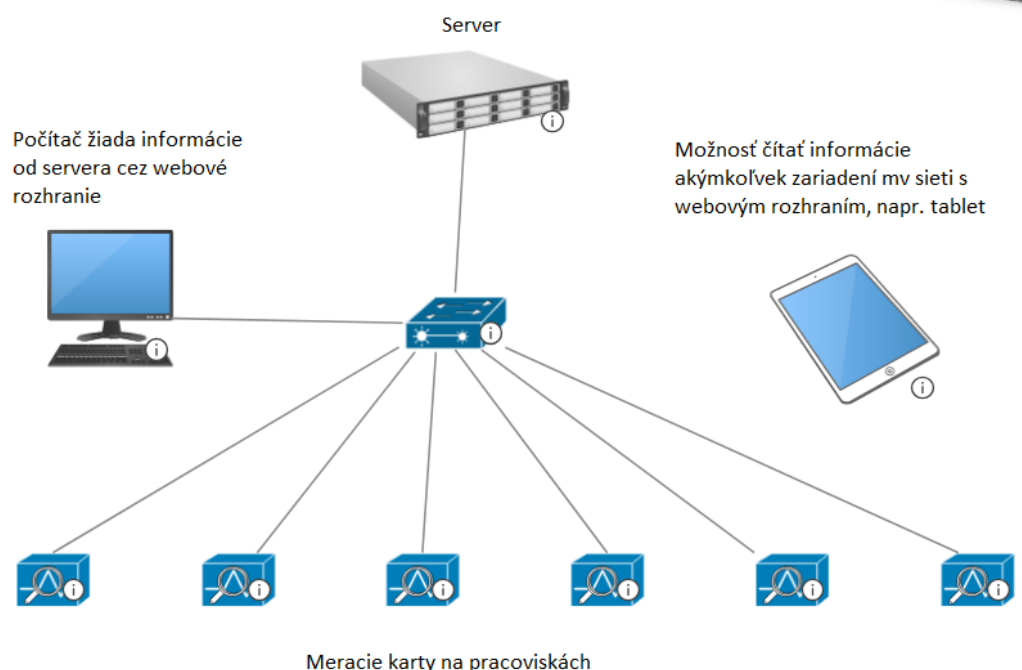 Server
Počítač žiada informácie
od servera cez webové
rozhranie
Možnosť čítať informácie
akýmkoľvek zariadení mv sieti s
webovým rozhraním, napr. tablet
Meracie karty na pracoviskách